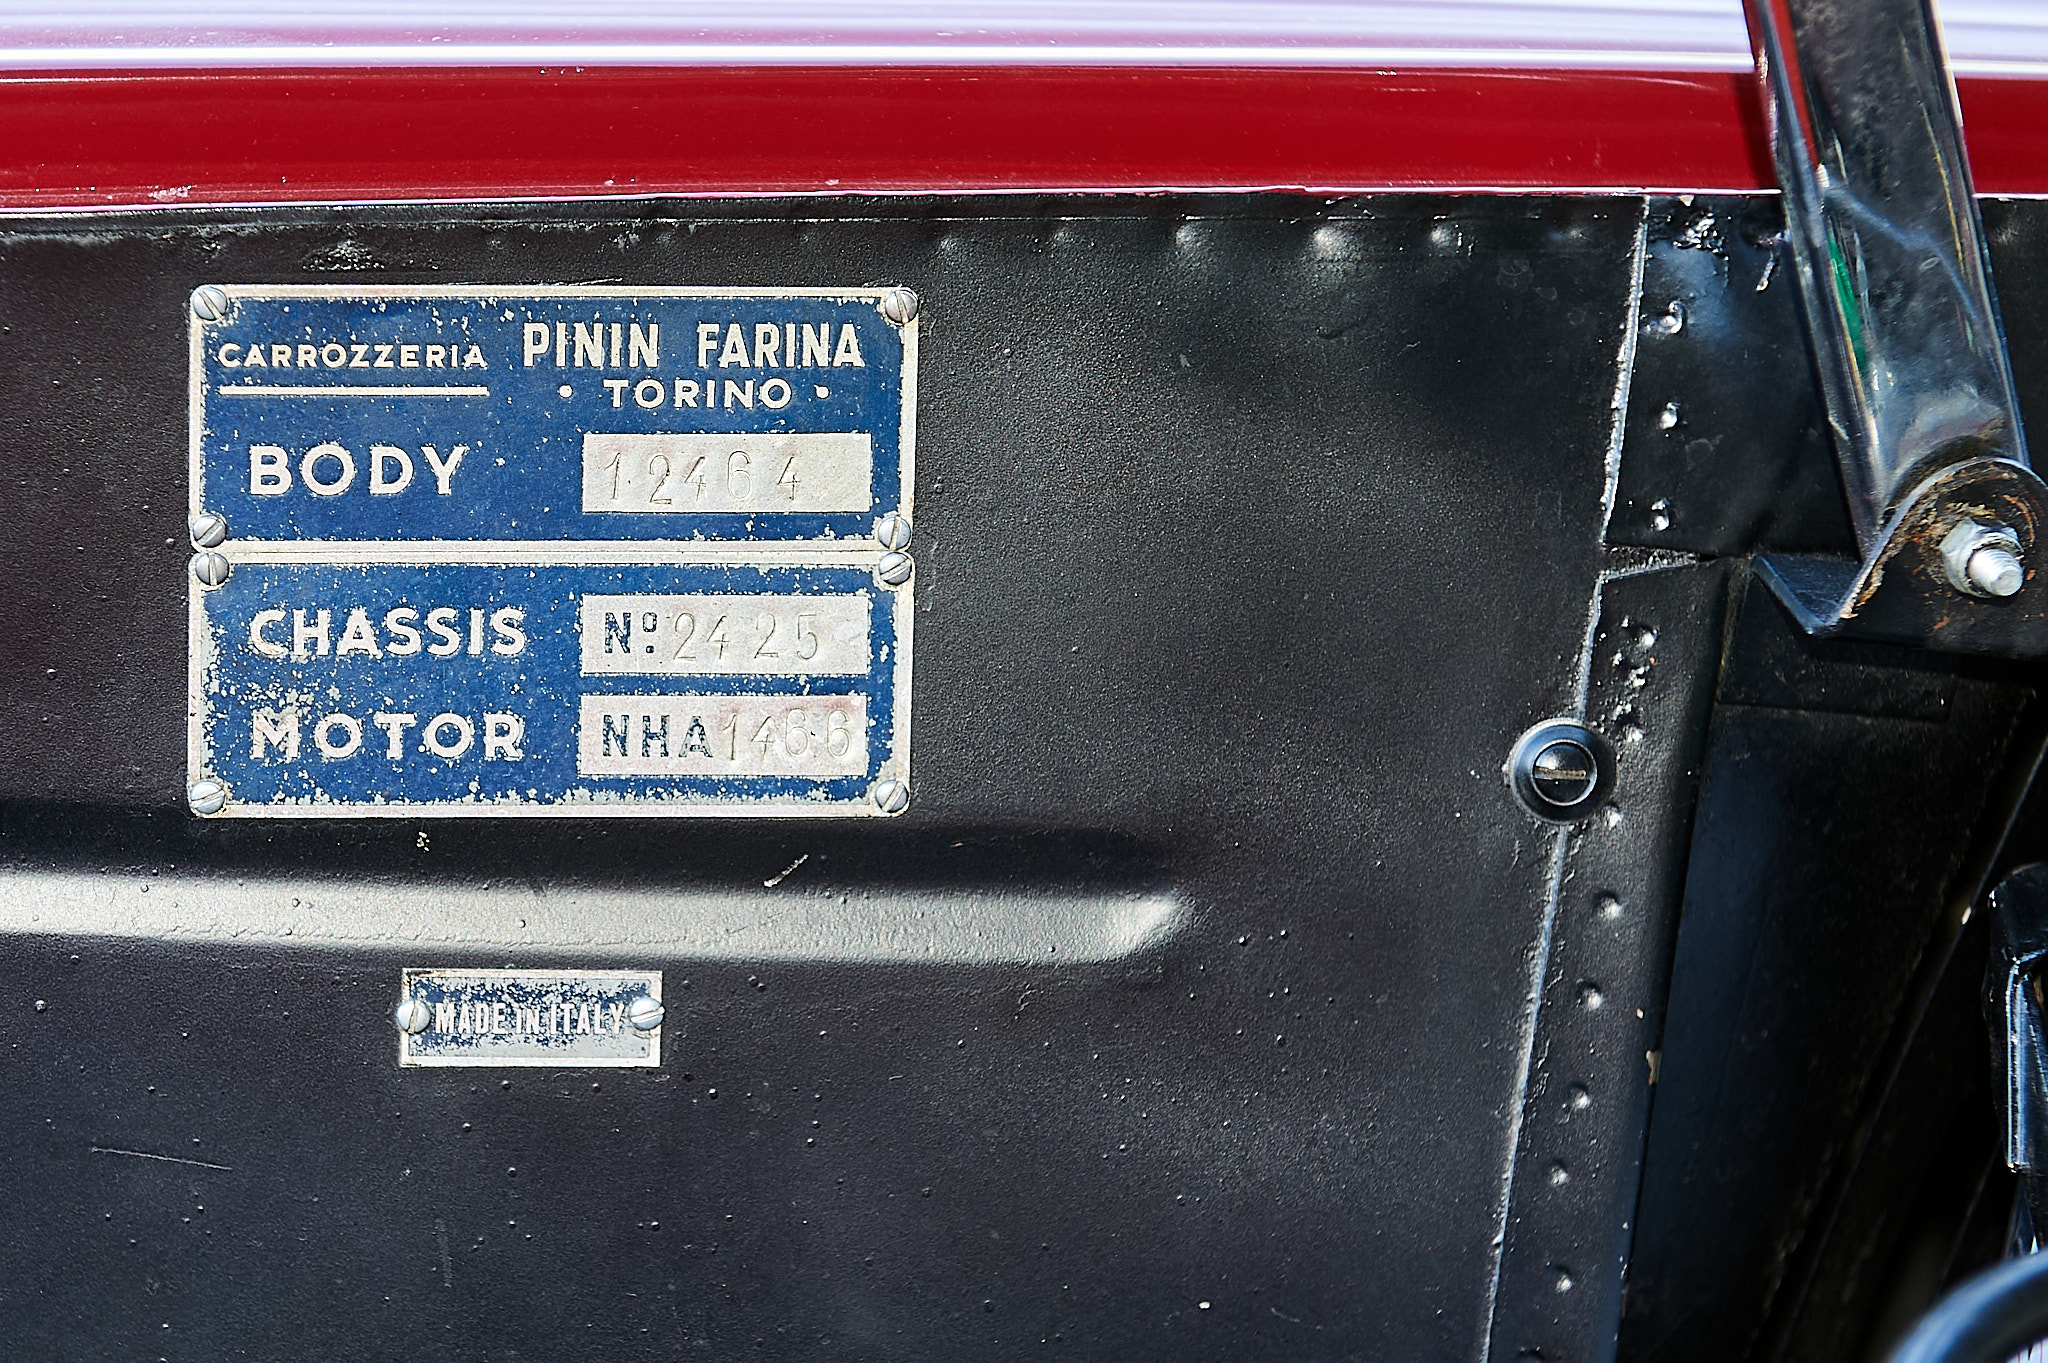 CARROZZERIA PININ FARINA
· TORINO ·
BODY 12464
CHASSIS Nº: 2425
MOTOR NHA1466
MADE IN ITALY